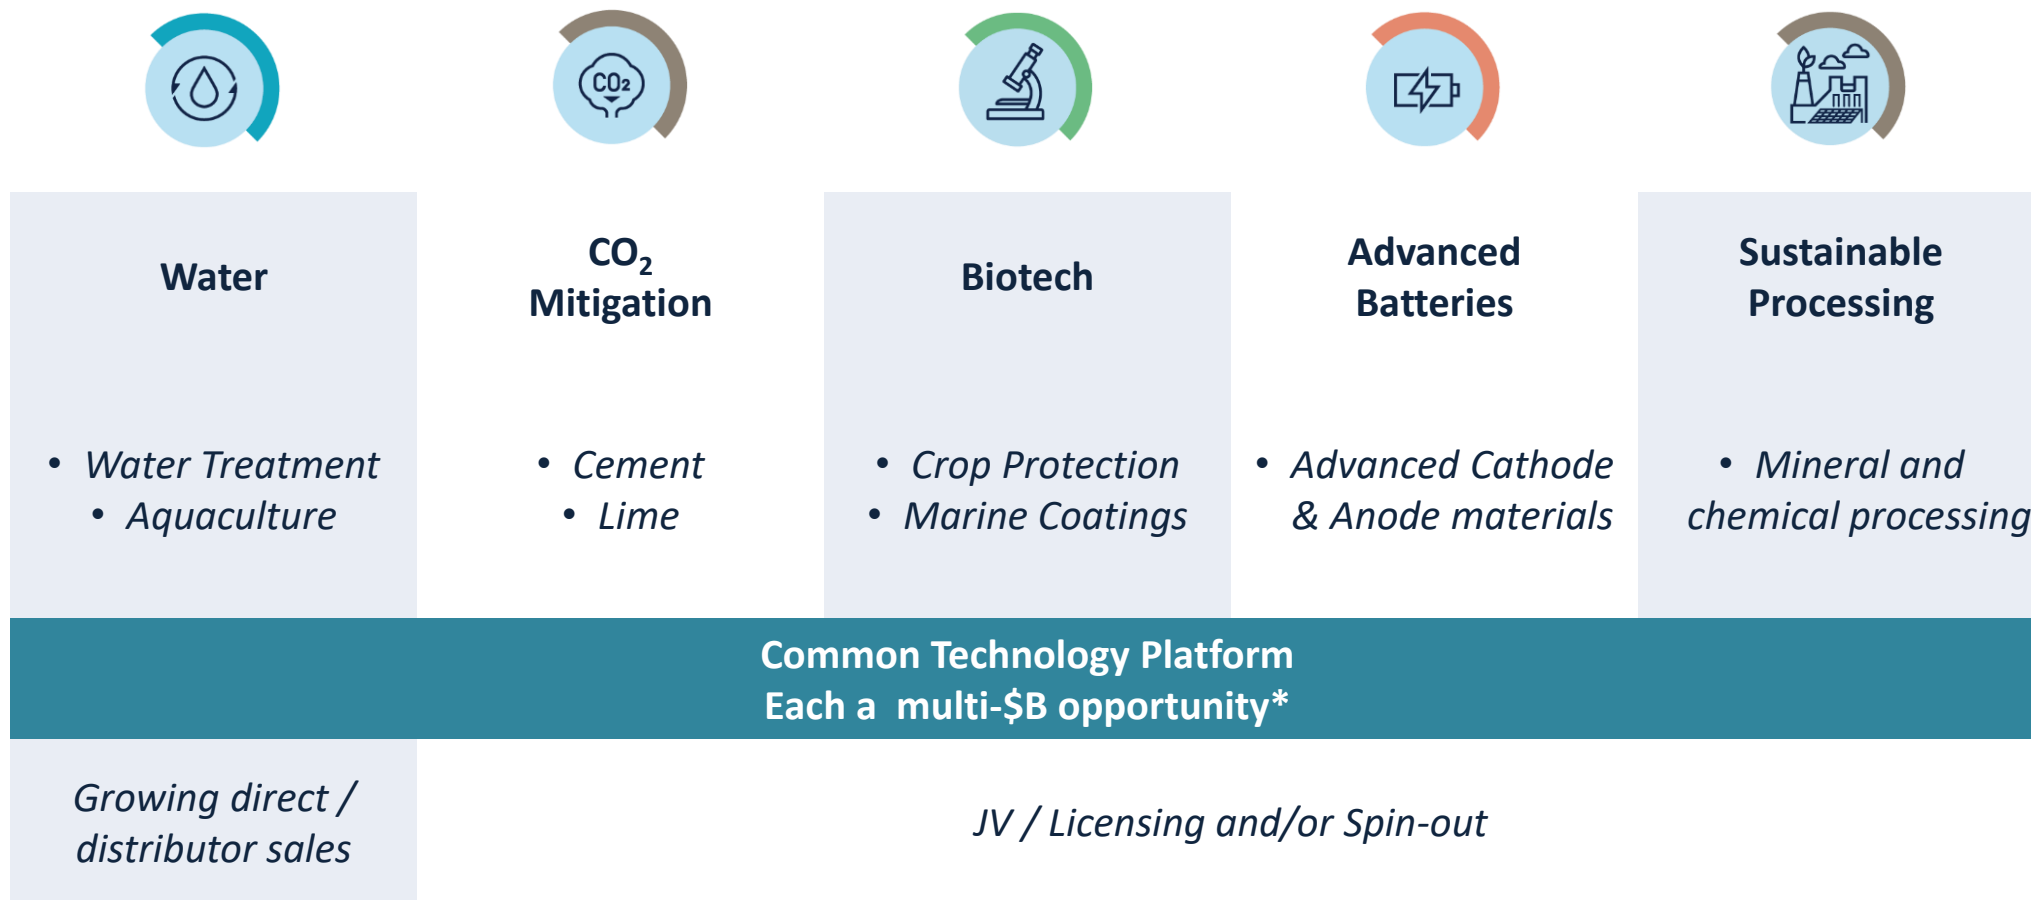 CO₂
Water
CO₂
Mitigation
Biotech
Advanced
Batteries
Sustainable
Processing
• Water Treatment
• Aquaculture
• Cement
• Lime
• Crop Protection
• Marine Coatings
• Advanced Cathode
& Anode materials
• Mineral and
chemical processing
Common Technology Platform
Each a  multi-$B opportunity*
Growing direct /
distributor sales
JV / Licensing and/or Spin-out